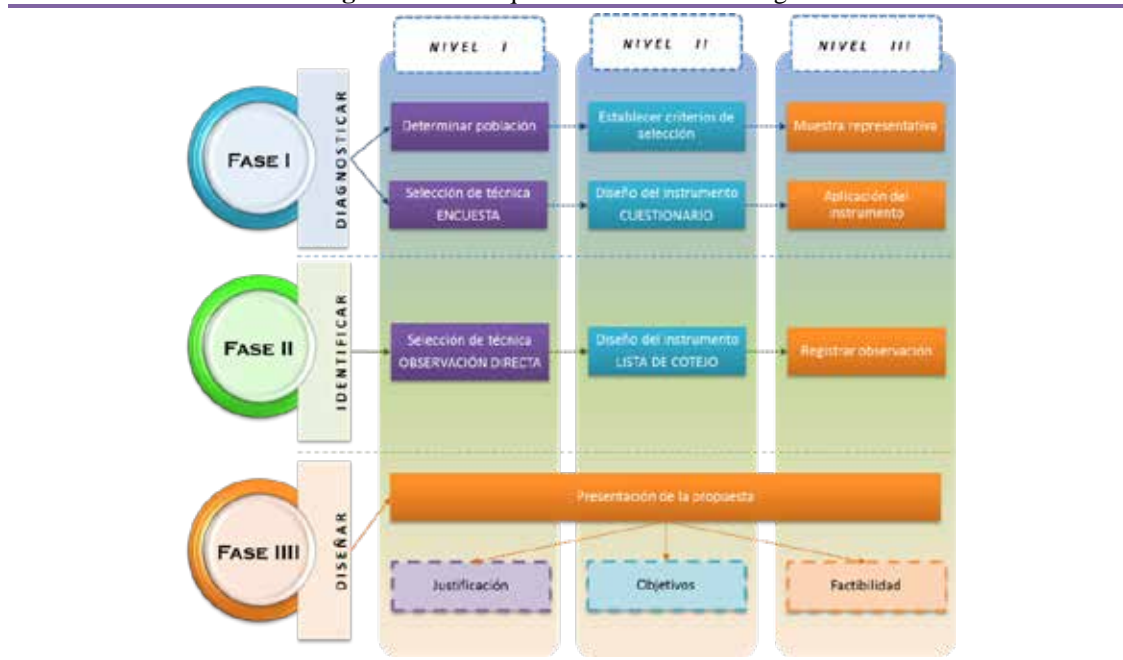 NIVEL I
NIVEL II
NIVEL III
FASE I
DIAGNOSTICAR
Determinar población
Establecer criterios de
selección
Muestra representativa
Selección de técnica
ENCUESTA
Diseño del instrumento
CUESTIONARIO
Aplicación del
instrumento
FASE II
IDENTIFICAR
Selección de técnica
OBSERVACIÓN DIRECTA
Diseño del instrumento
LISTA DE COTEJO
Registrar observación
FASE IIII
DISEÑAR
Presentación de la propuesta
Justificación
Objetivos
Factibilidad